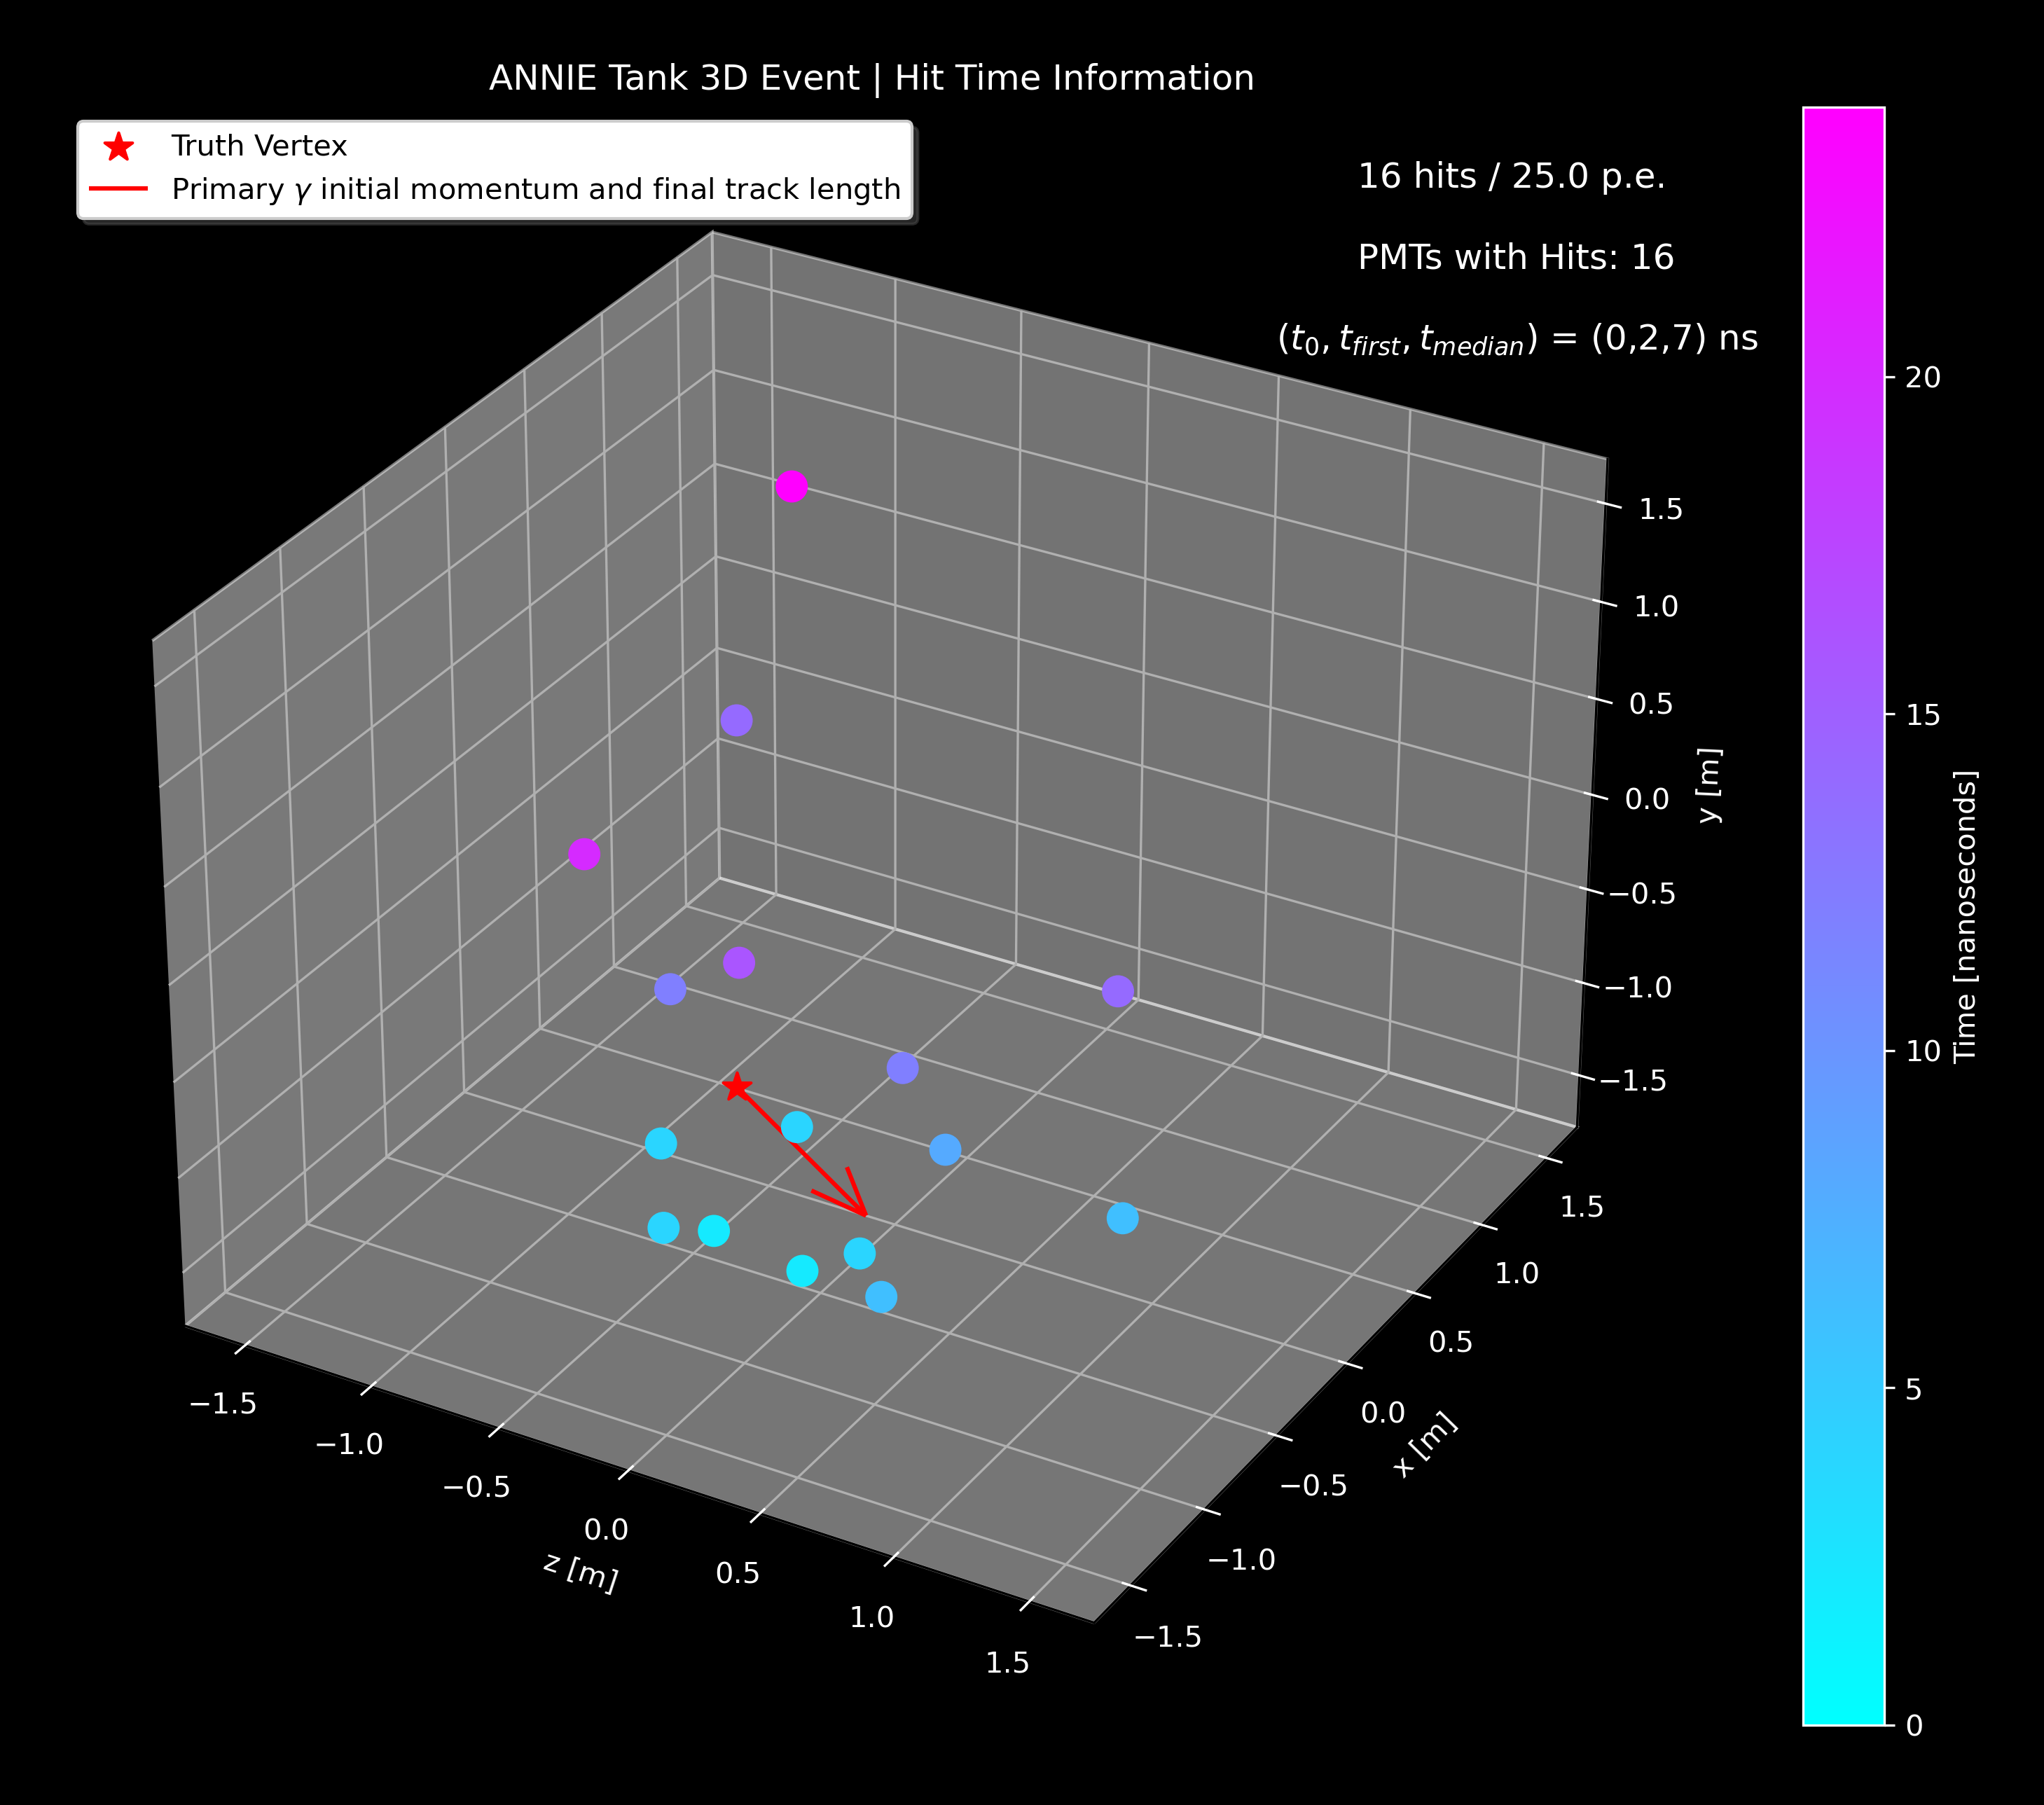 ANNIE Tank 3D Event | Hit Time Information
Truth Vertex
Primary γ initial momentum and final track length
16 hits / 25.0 p.e.
PMTs with Hits: 16
(t₀, t_first, t_median) = (0,2,7) ns
1.5
1.0
0.5
0.0
−0.5
−1.0
−1.5
y [m]
1.5
1.0
0.5
0.0
−0.5
−1.0
−1.5
x [m]
−1.5
−1.0
−0.5
0.0
0.5
1.0
1.5
z [m]
20
15
10
5
0
Time [nanoseconds]